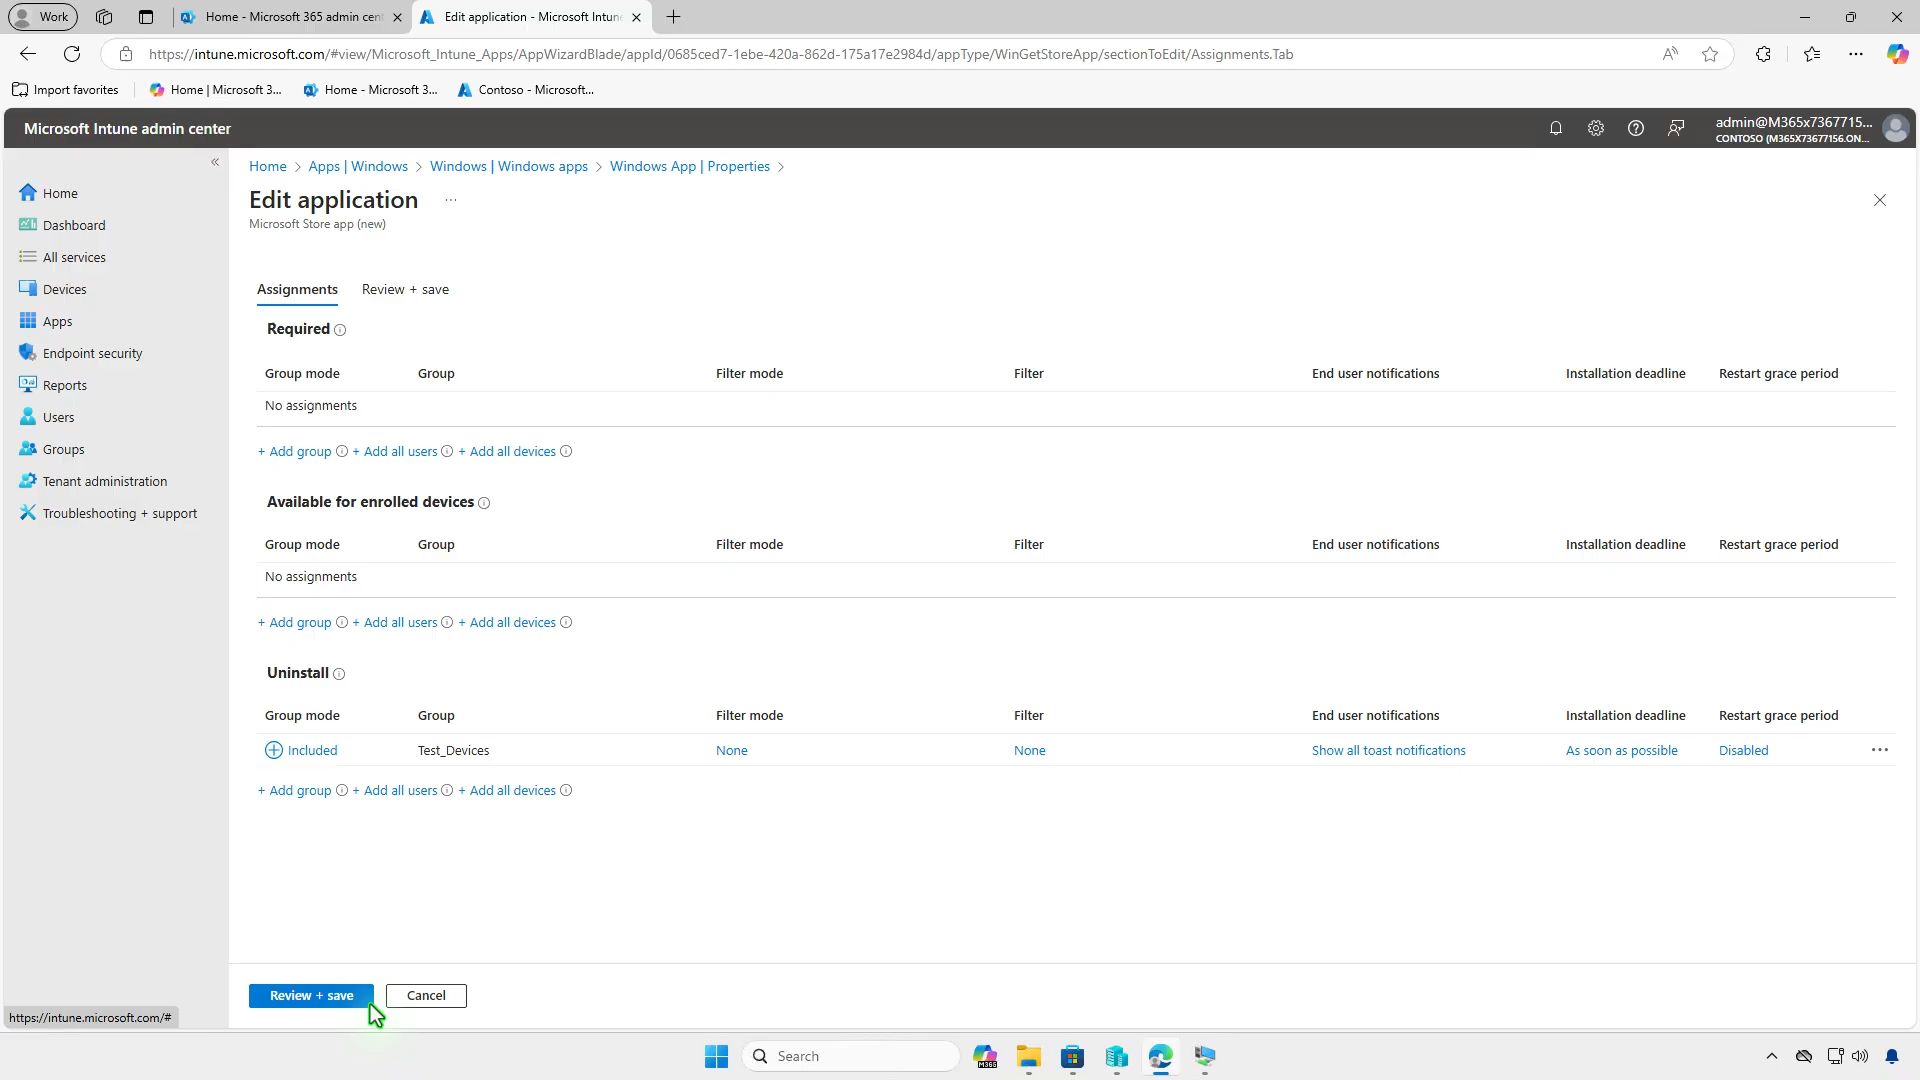 Work
Home - Microsoft 365 admin cent
Edit application - Microsoft Intune
https://intune.microsoft.com/#view/Microsoft_Intune_Apps/AppWizardBlade/appId/0685ced7-1ebe-420a-862d-175a17e2984d/appType/WinGetStoreApp/sectionToEdit/Assignments.Tab
Import favorites
Home | Microsoft 3...
Home - Microsoft 3...
Contoso - Microsoft...
Microsoft Intune admin center
admin@M365x7367715...
CONTOSO (M365X73677156.ON...
Home
Dashboard
All services
Devices
Apps
Endpoint security
Reports
Users
Groups
Tenant administration
Troubleshooting + support
Home > Apps | Windows > Windows | Windows apps > Windows App | Properties >
Edit application ...
Microsoft Store app (new)
Assignments Review + save
Required
Group mode Group Filter mode Filter End user notifications Installation deadline Restart grace period
No assignments
+ Add group + Add all users + Add all devices
Available for enrolled devices
Group mode Group Filter mode Filter End user notifications Installation deadline Restart grace period
No assignments
+ Add group + Add all users + Add all devices
Uninstall
Group mode Group Filter mode Filter End user notifications Installation deadline Restart grace period
Included Test_Devices None None Show all toast notifications As soon as possible Disabled ...
+ Add group + Add all users + Add all devices
Review + save Cancel
https://intune.microsoft.com/#
Search
M365